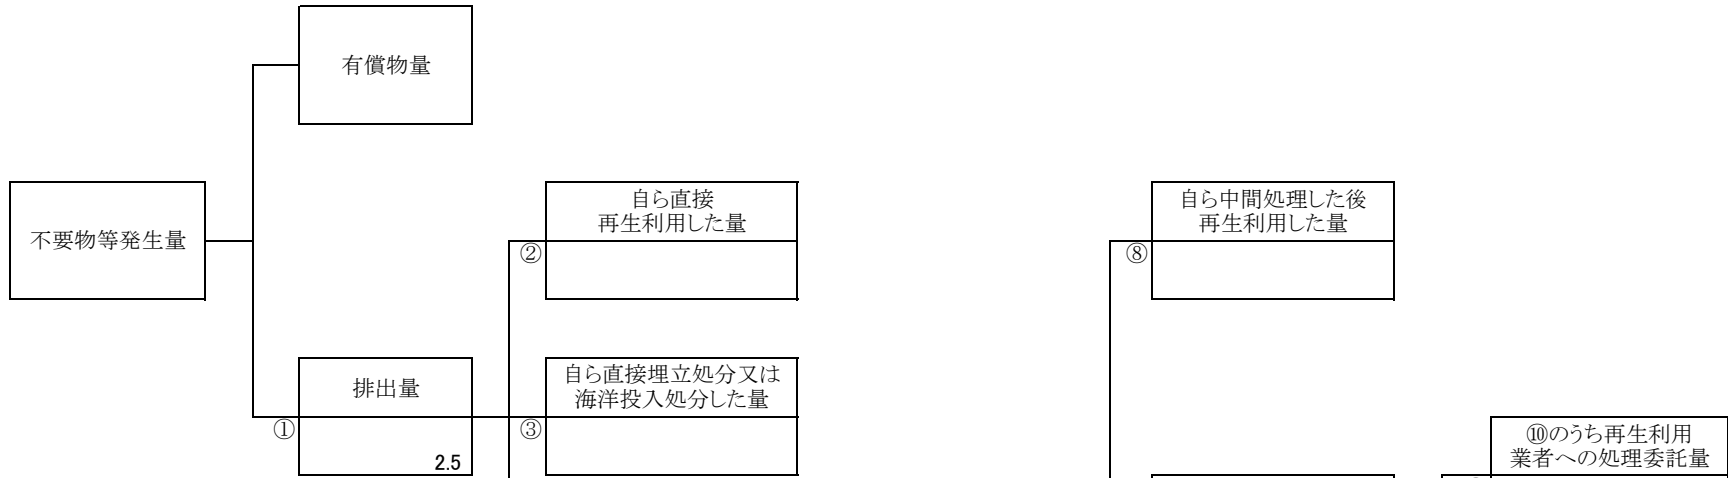 有償物量
不要物等発生量
自ら直接
再生利用した量
②
自ら中間処理した後
再生利用した量
⑧
排出量
①
2.5
自ら直接埋立処分又は
海洋投入処分した量
③
⑩のうち再生利用
業者への処理委託量